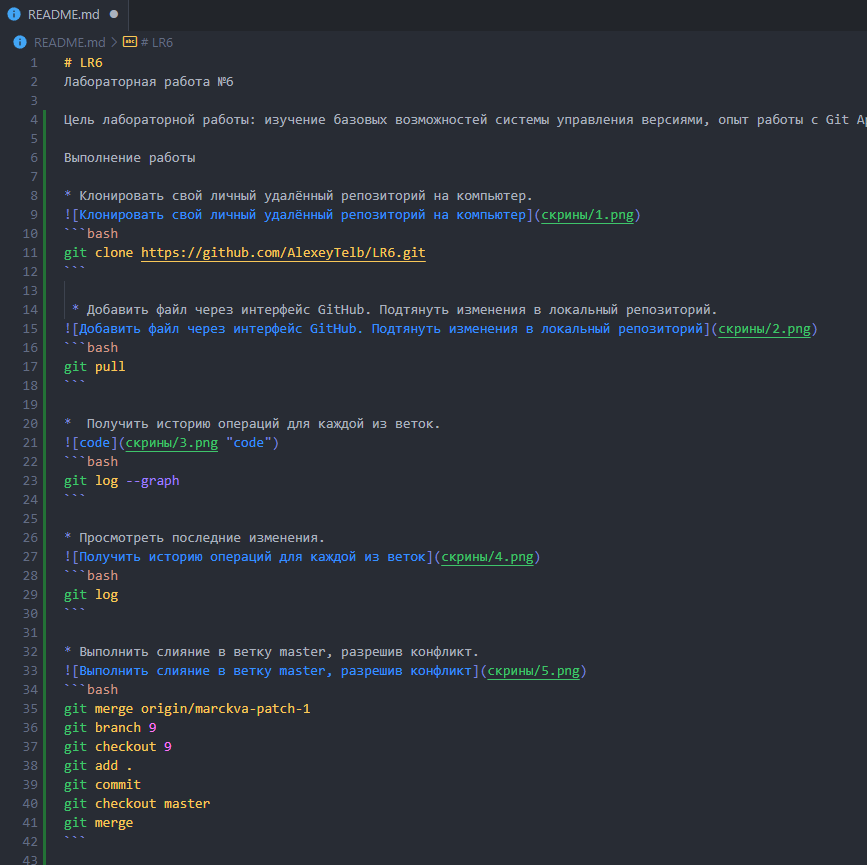 README.md
README.md > # LR6
1 # LR6
2 Лабораторная работа №6
3
4 Цель лабораторной работы: изучение базовых возможностей системы управления версиями, опыт работы с Git
5
6 Выполнение работы
7
8 * Клонировать свой личный удалённый репозиторий на компьютер.
9 ![Клонировать свой личный удалённый репозиторий на компьютер](скрины/1.png)
10 ```bash
11 git clone https://github.com/AlexeyTelb/LR6.git
12 ```
13
14 * Добавить файл через интерфейс GitHub. Подтянуть изменения в локальный репозиторий.
15 ![Добавить файл через интерфейс GitHub. Подтянуть изменения в локальный репозиторий](скрины/2.png)
16 ```bash
17 git pull
18 ```
19
20 *  Получить историю операций для каждой из веток.
21 ![code](скрины/3.png "code")
22 ```bash
23 git log --graph
24 ```
25
26 * Просмотреть последние изменения.
27 ![Получить историю операций для каждой из веток](скрины/4.png)
28 ```bash
29 git log
30 ```
31
32 * Выполнить слияние в ветку master, разрешив конфликт.
33 ![Выполнить слияние в ветку master, разрешив конфликт](скрины/5.png)
34 ```bash
35 git merge origin/marckva-patch-1
36 git branch 9
37 git checkout 9
38 git add .
39 git commit
40 git checkout master
41 git merge
42 ```
43